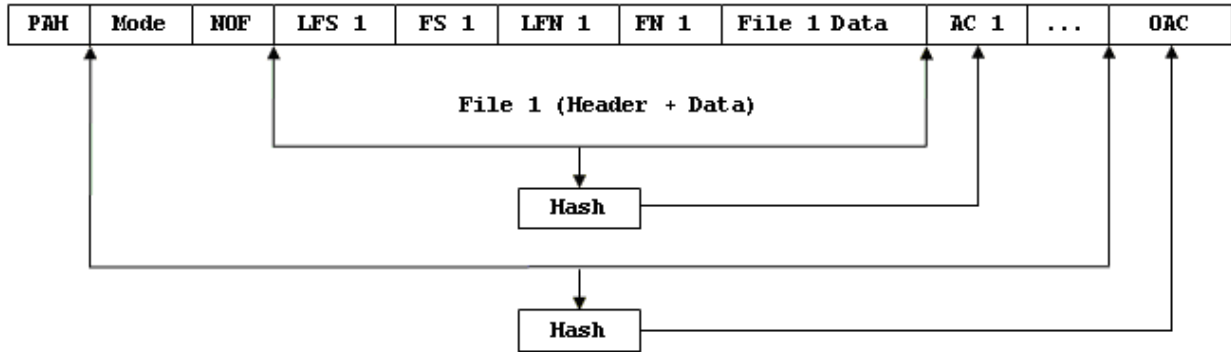 PAH Mode NOF LFS 1 FS 1 LFN 1 FN 1 File 1 Data AC 1 ... OAC
File 1 (Header + Data)
Hash
Hash